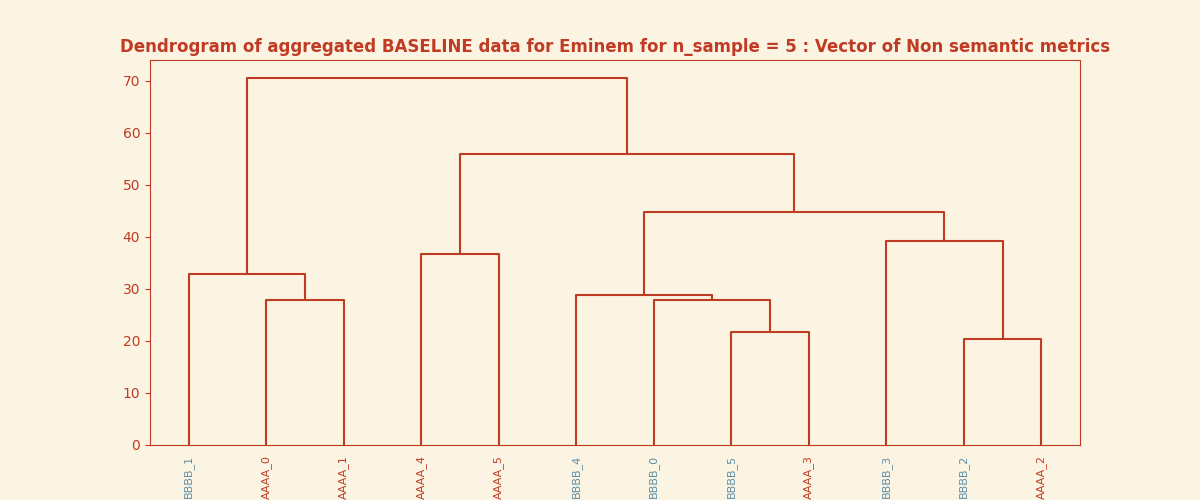 Dendrogram of aggregated BASELINE data for Eminem for n_sample = 5 : Vector of Non semantic metrics
70
60
50
40
30
20
10
0
BBBB_1
AAAA_0
AAAA_1
AAAA_4
AAAA_5
BBBB_4
BBBB_0
BBBB_5
AAAA_3
BBBB_3
BBBB_2
AAAA_2